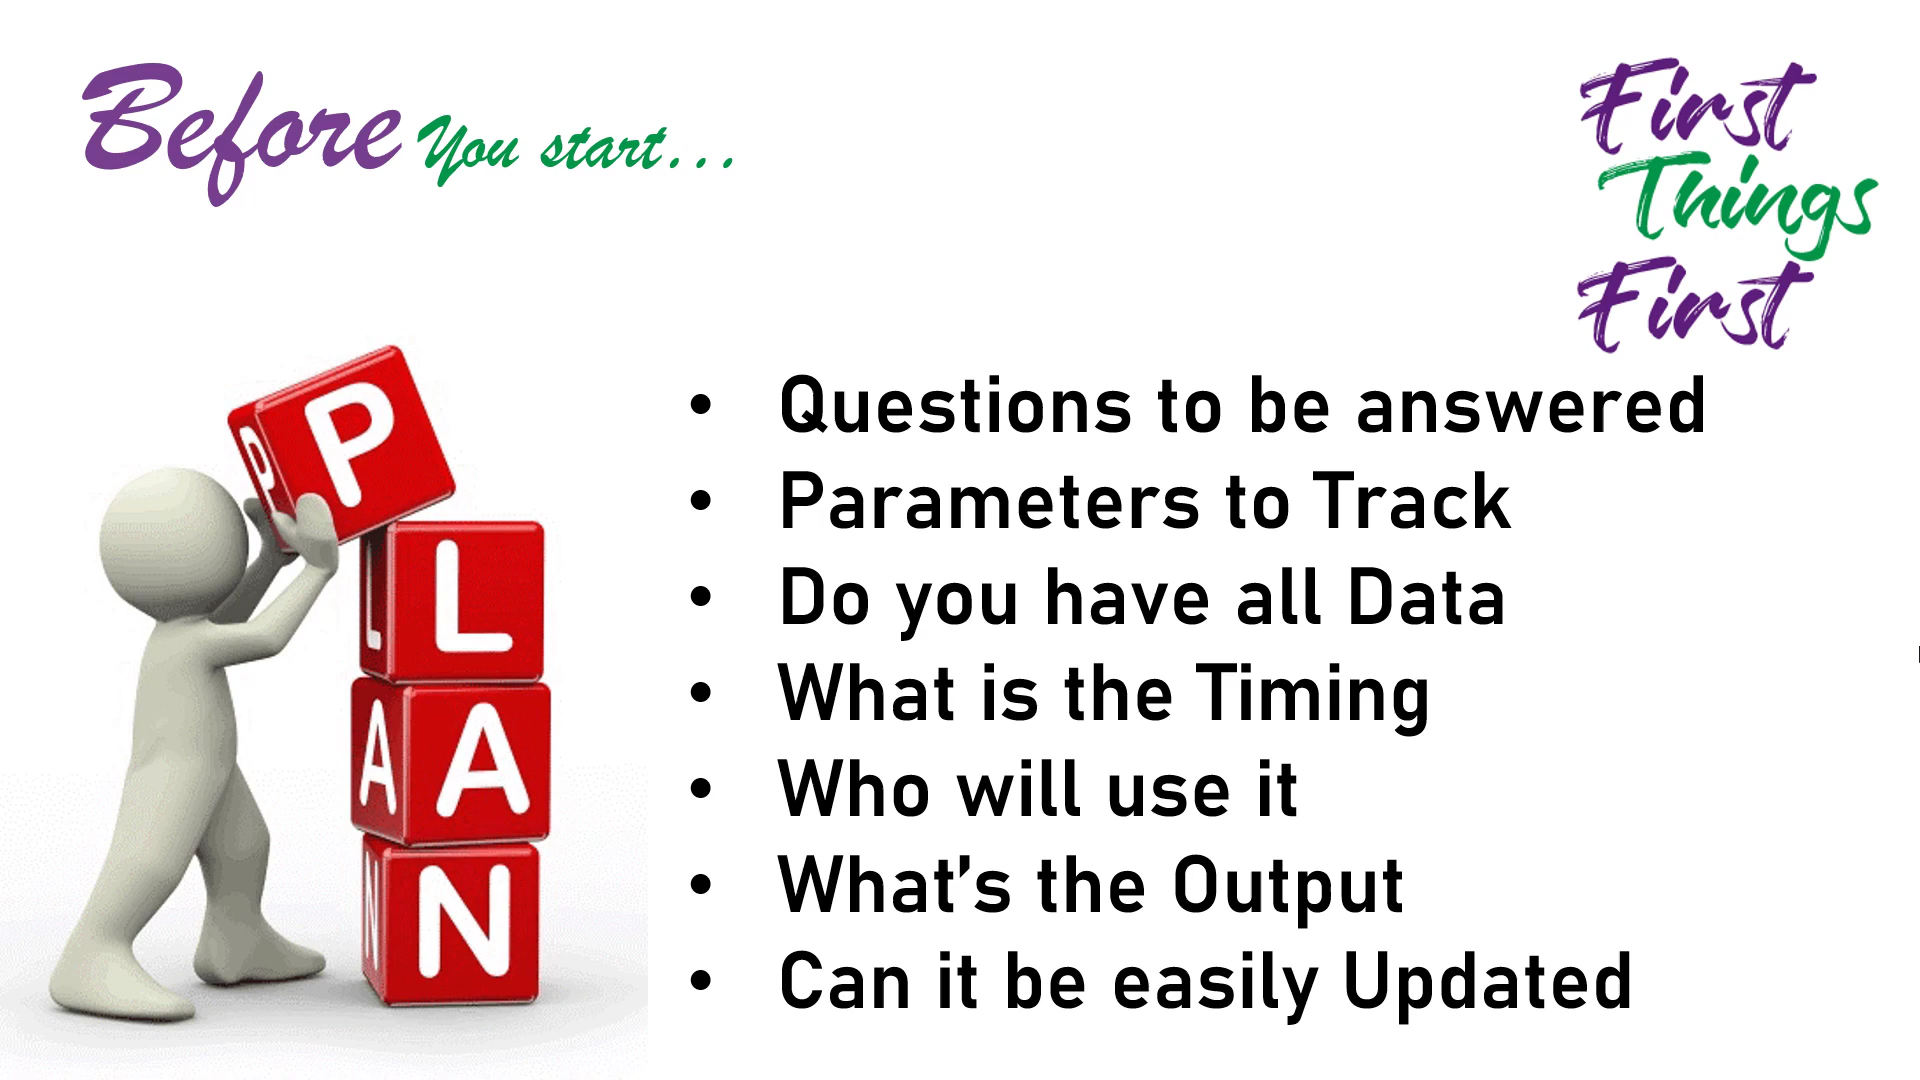 Before You start...
First
Things
First
P P
L L
A A
N N
• Questions to be answered
• Parameters to Track
• Do you have all Data
• What is the Timing
• Who will use it
• What’s the Output
• Can it be easily Updated